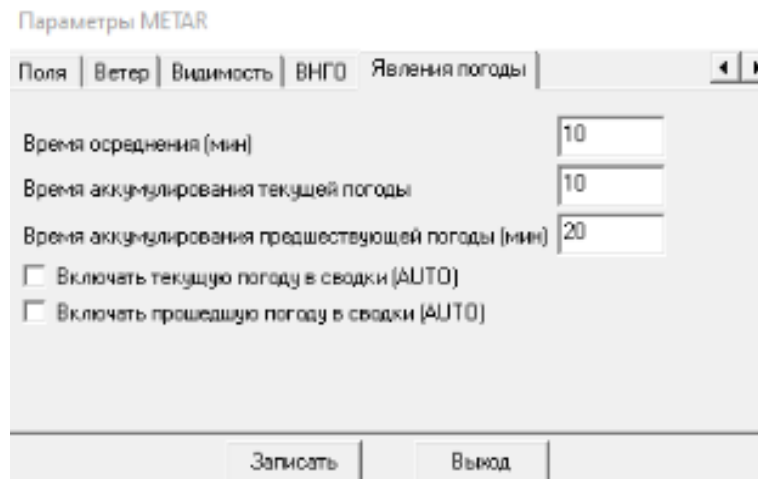 Параметры METAR
Поля Ветер Видимость ВНГО Явления погоды
Время осреднения (мин) 10
Время аккумулирования текущей погоды 10
Время аккумулирования предшествующей погоды (мин) 20
Включать текущую погоду в сводки (AUTO)
Включать прошедшую погоду в сводки (AUTO)
Записать Выход